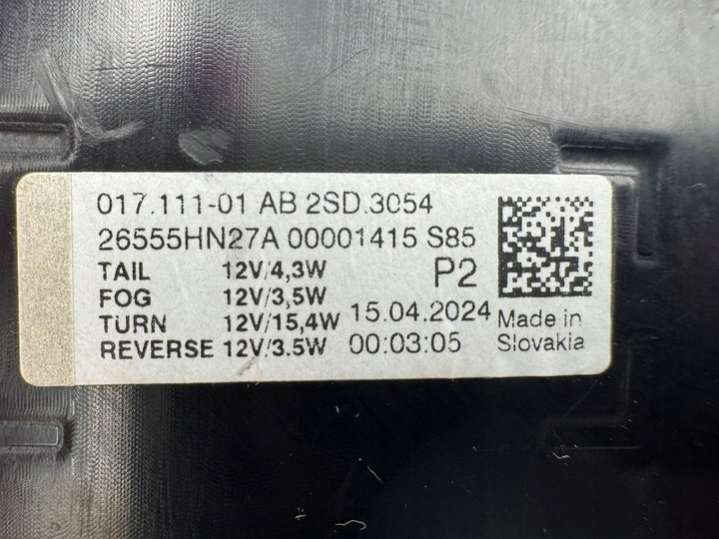 017.111-01 AB 2SD.3054
26555HN27A 00001415 S85
TAIL 12V/4,3W P2
FOG 12V/3,5W
TURN 12V/15,4W 15.04.2024 Made in
REVERSE 12V/3.5W 00:03:05 Slovakia